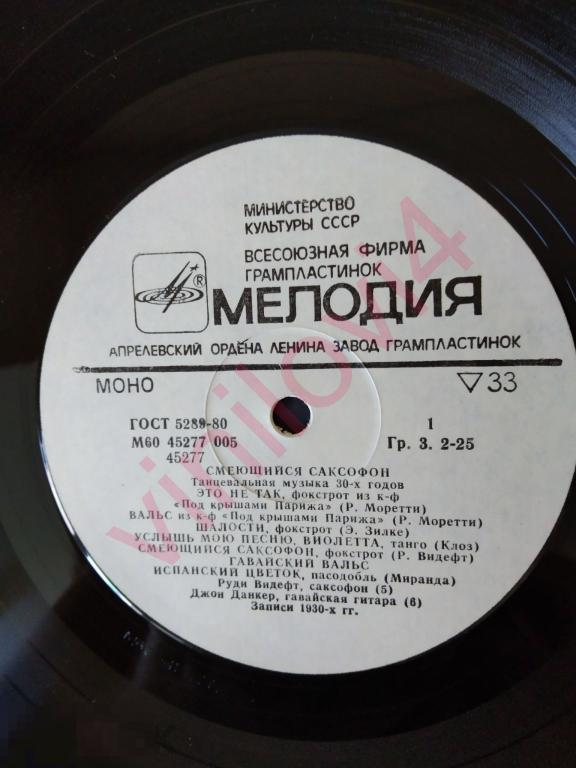 МИНИСТЕРСТВО
КУЛЬТУРЫ СССР
ВСЕСОЮЗНАЯ ФИРМА
ГРАМПЛАСТИНОК
®
МЕЛОДИЯ
АПРЕЛЕВСКИЙ ОРДЕНА ЛЕНИНА ЗАВОД ГРАМПЛАСТИНОК
МОНО ▽33
ГОСТ 5289-80 1
М60 45277 005 Гр. 3. 2-25
45277
СМЕЮЩИЙСЯ САКСОФОН
Танцевальная музыка 30-х годов
ЭТО НЕ ТАК, фокстрот из к-ф
«Под крышами Парижа» (Р. Моретти)
ВАЛЬС из к-ф «Под крышами Парижа» (Р. Моретти)
ШАЛОСТИ, фокстрот (Э. Зилке)
УСЛЫШЬ МОЮ ПЕСНЮ, ВИОЛЕТТА, танго (Клоз)
СМЕЮЩИЙСЯ САКСОФОН, фокстрот (Р. Видефт)
ГАВАЙСКИЙ ВАЛЬС
ИСПАНСКИЙ ЦВЕТОК, пасодобль (Миранда)
Руди Видефт, саксофон (5)
Джон Данкер, гавайская гитара (6)
Записи 1930-х гг.
vinilovi4